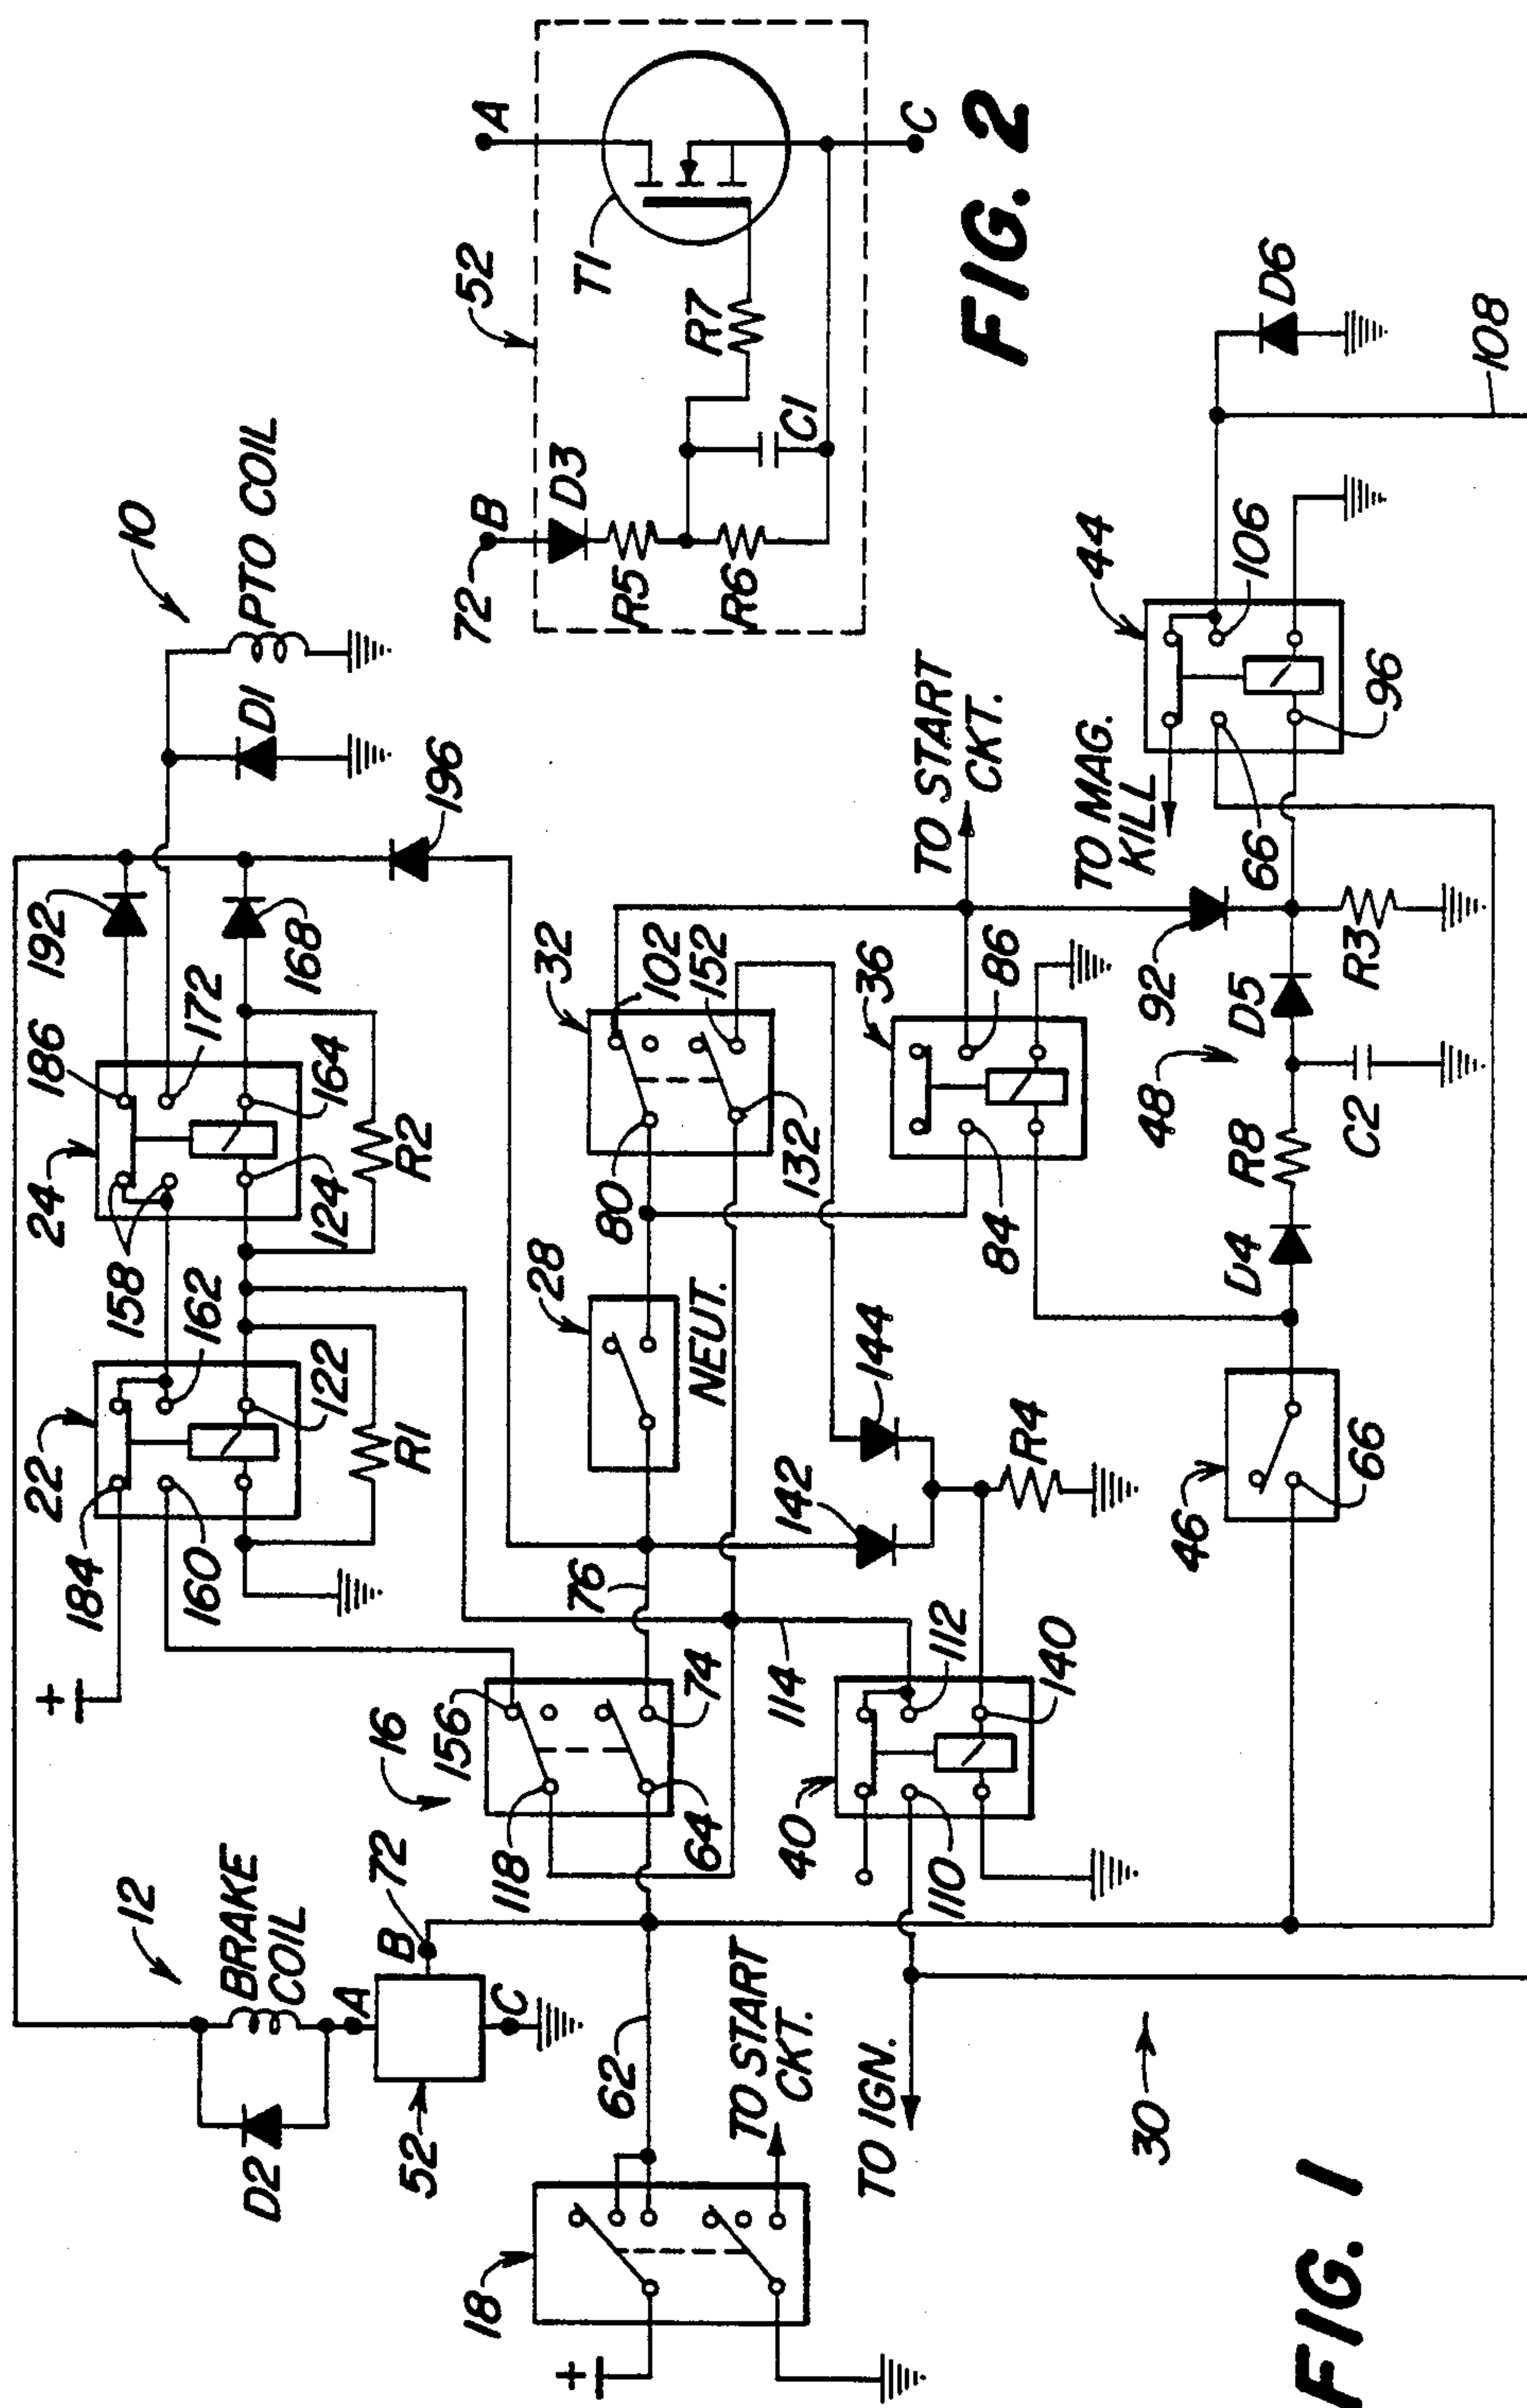 10
12
BRAKE
COIL
D2
A
B
C
72
52
184
22
160
162
122
R1
158
24
186
172
164
124
R2
192
168
196
D1
PTO COIL
18
62
TO START
CKT.
16
156
118
64
74
76
114
28
NEUT.
80
32
102
152
132
36
86
84
TO START
CKT.
TO IGN.
40
110
112
140
142
144
R4
46
66
D4
R8
48
D5
C2
92
R3
TO MAG.
KILL
66
44
106
96
D6
108
30
FIG. 1
72
B
D3
R5
R6
C1
R7
52
T1
A
C
FIG. 2